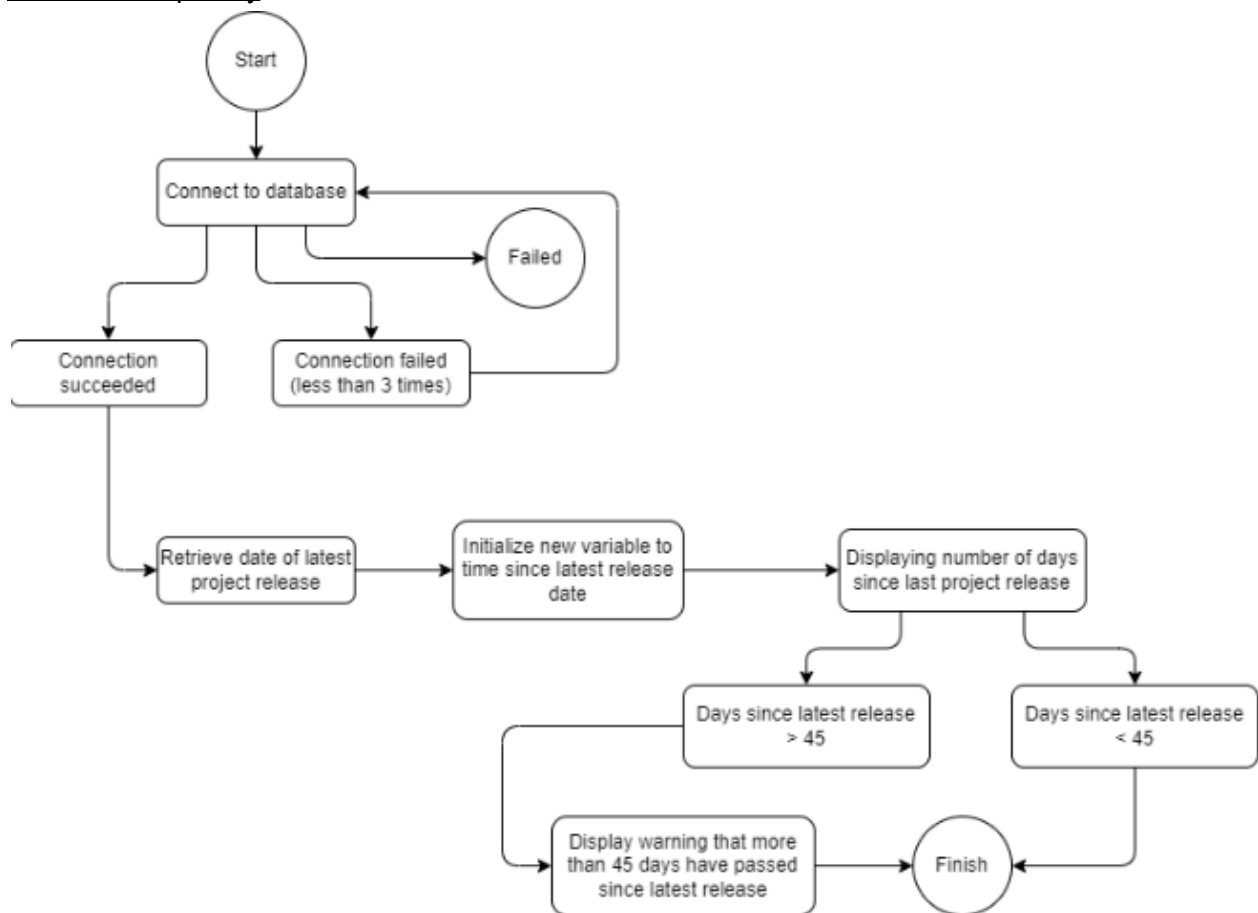 Start
Connect to database
Failed
Connection
succeeded
Connection failed
(less than 3 times)
Retrieve date of latest
project release
Initialize new variable to
time since latest release
date
Displaying number of days
since last project release
Days since latest release
> 45
Days since latest release
< 45
Display warning that more
than 45 days have passed
since latest release
Finish